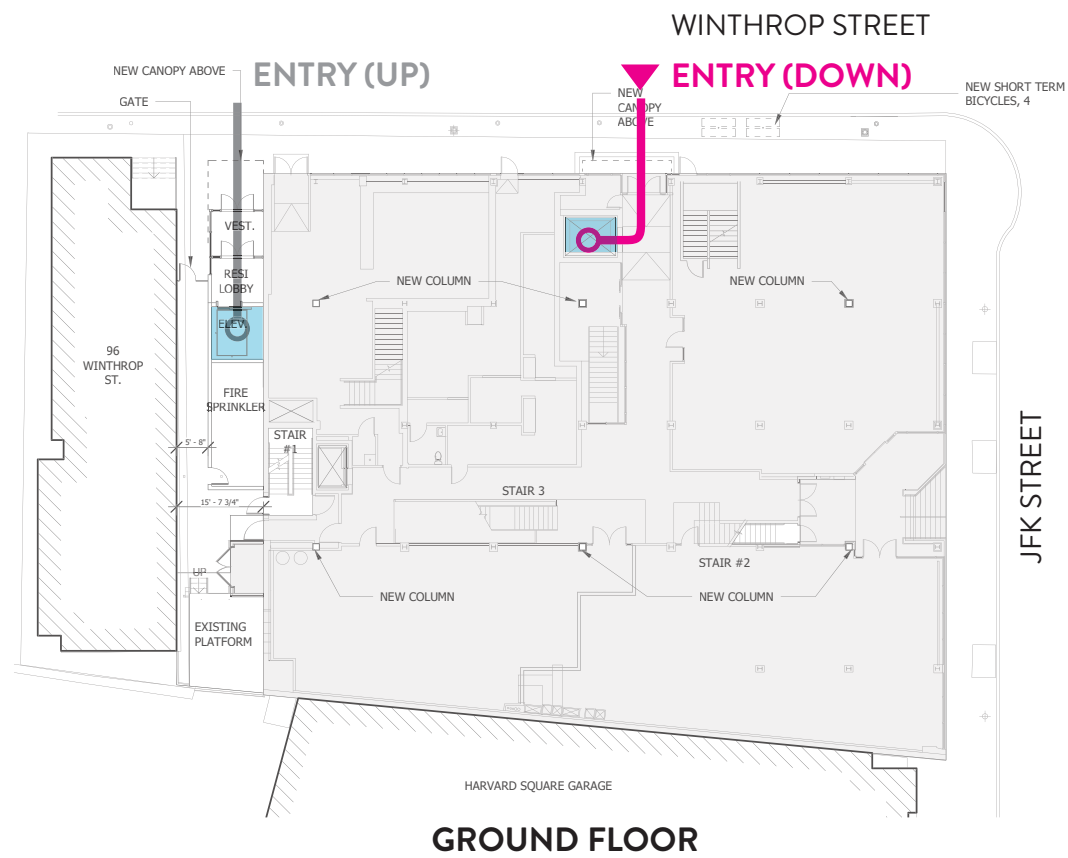 WINTHROP STREET
NEW CANOPY ABOVE
ENTRY (UP)
ENTRY (DOWN)
NEW SHORT TERM
BICYCLES, 4
GATE
NEW
CANOPY
ABOVE
VEST.
RESI
LOBBY
NEW COLUMN
NEW COLUMN
ELEV.
96
WINTHROP
ST.
FIRE
SPRINKLER
STAIR
#1
5' - 8"
15' - 7 3/4"
STAIR 3
JFK STREET
STAIR #2
UP
NEW COLUMN
NEW COLUMN
EXISTING
PLATFORM
HARVARD SQUARE GARAGE
GROUND FLOOR